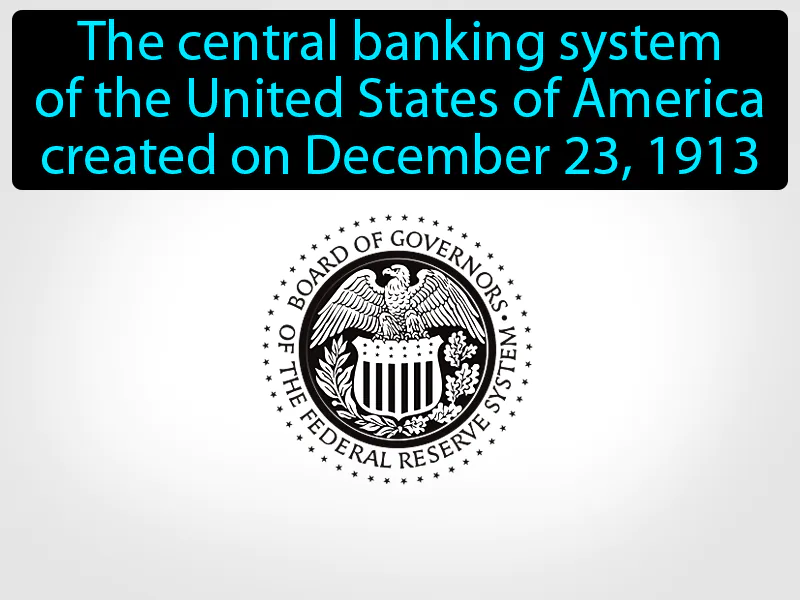 The central banking system
of the United States of America
created on December 23, 1913
BOARD OF GOVERNORS
OF THE FEDERAL RESERVE SYSTEM